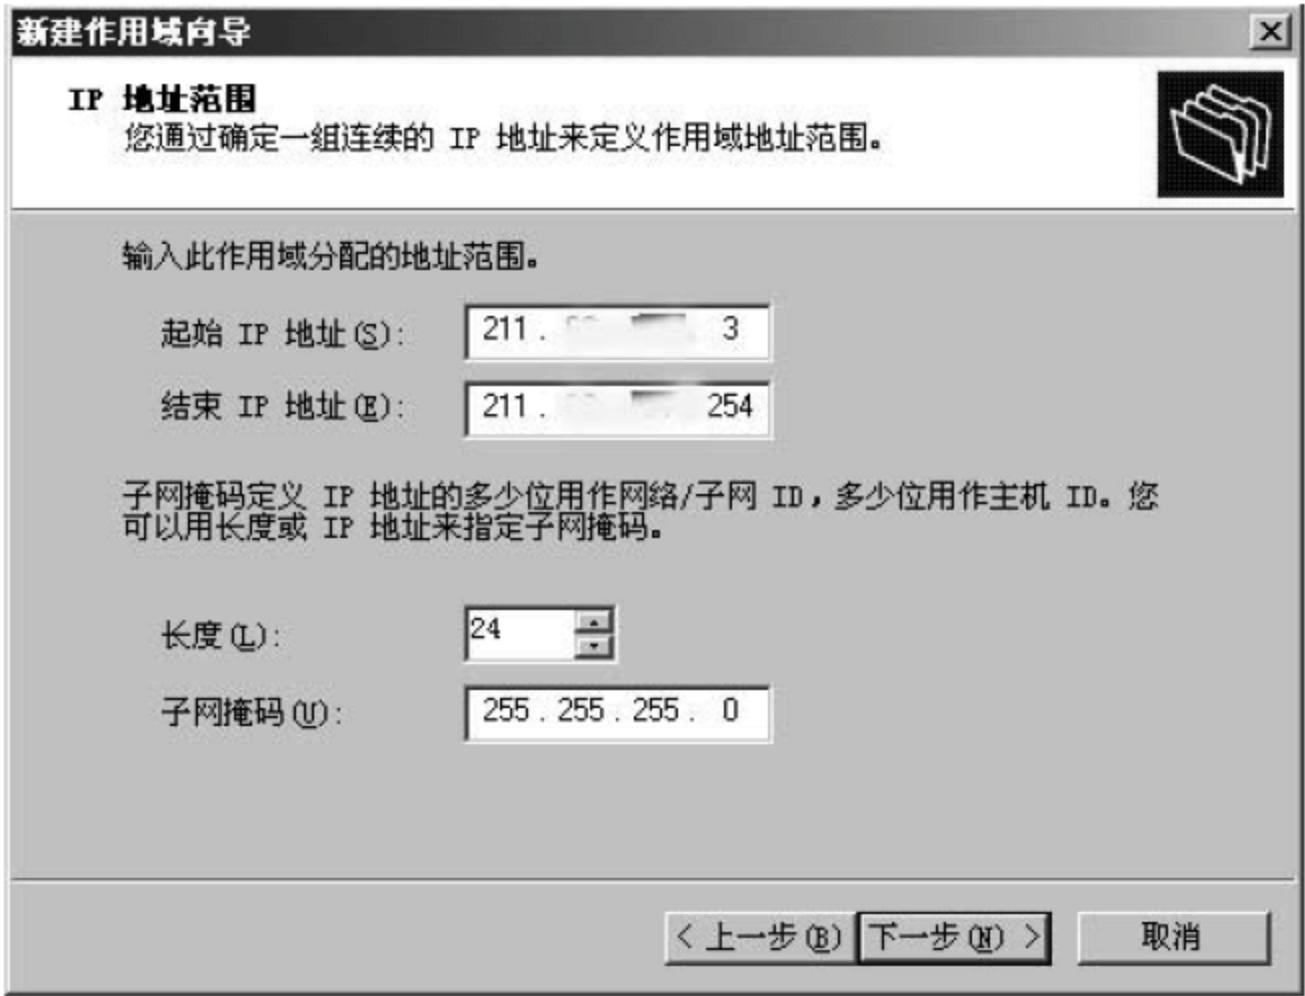 新建作用域向导
IP 地址范围
您通过确定一组连续的 IP 地址来定义作用域地址范围。
输入此作用域分配的地址范围。
起始 IP 地址(S): 211 . 3
结束 IP 地址(E): 211 . 254
子网掩码定义 IP 地址的多少位用作网络/子网 ID，多少位用作主机 ID。您
可以用长度或 IP 地址来指定子网掩码。
长度(L): 24
子网掩码(U): 255 . 255 . 255 . 0
< 上一步(B) 下一步(N) > 取消